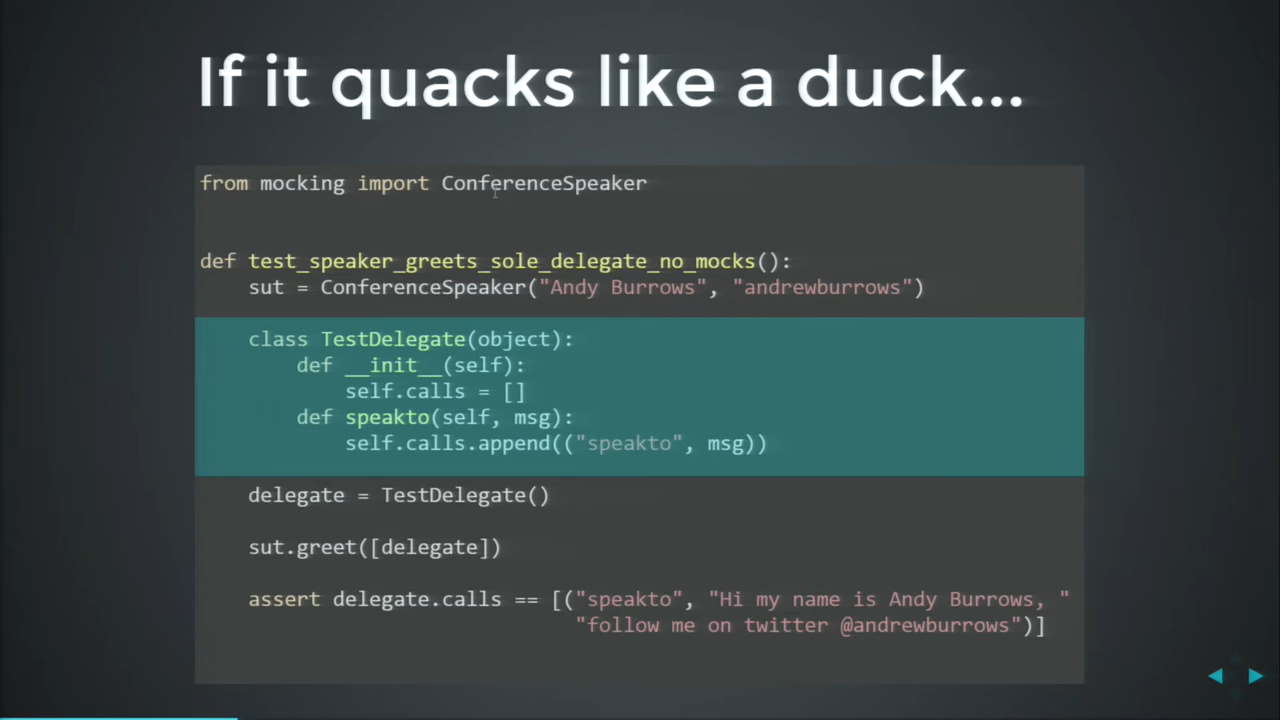 If it quacks like a duck...
from mocking import ConferenceSpeaker
def test_speaker_greets_sole_delegate_no_mocks():
    sut = ConferenceSpeaker("Andy Burrows", "andrewburrows")
    class TestDelegate(object):
        def __init__(self):
            self.calls = []
        def speakto(self, msg):
            self.calls.append(("speakto", msg))
    delegate = TestDelegate()
    sut.greet([delegate])
    assert delegate.calls == [("speakto", "Hi my name is Andy Burrows, "
                               "follow me on twitter @andrewburrows")]